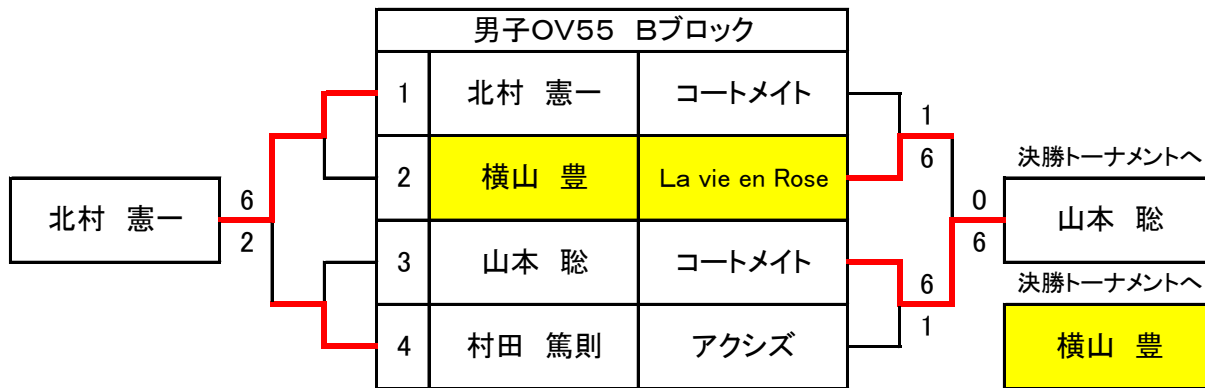 男子OV55　Bブロック
1　北村　憲一　コートメイト
1
6
2　横山　豊　La vie en Rose
決勝トーナメントへ
北村　憲一
6
2
0
6
山本　聡
3　山本　聡　コートメイト
決勝トーナメントへ
6
1
4　村田　篤則　アクシズ
横山　豊